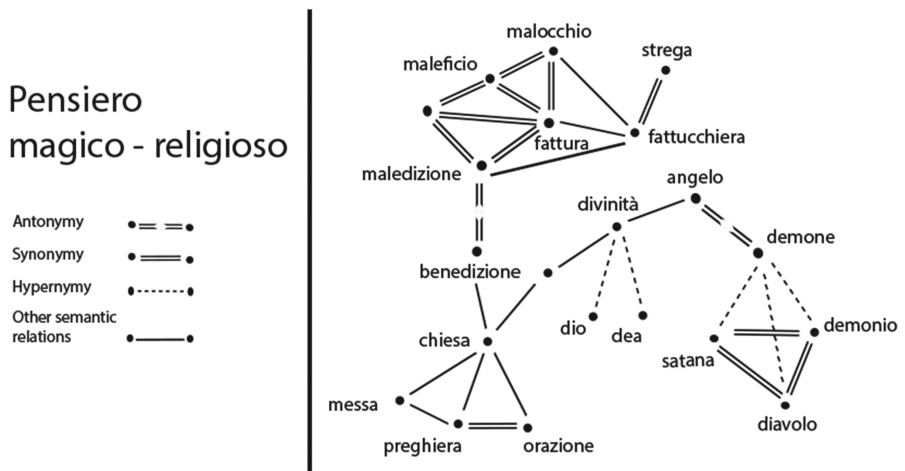 Pensiero
magico - religioso
Antonymy
Synonymy
Hypernymy
Other semantic
relations
malocchio
strega
maleficio
fattura
fattucchiera
maledizione
angelo
divinità
demone
benedizione
dio
dea
demonio
chiesa
satana
messa
diavolo
preghiera
orazione